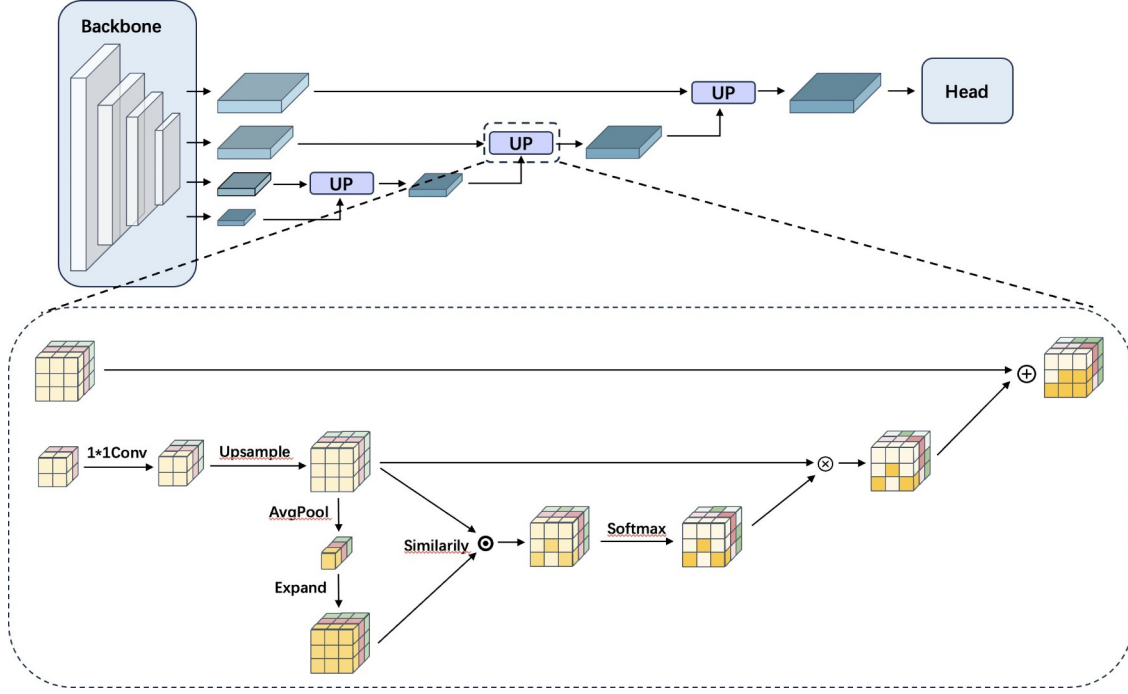 Backbone
UP
Head
UP
UP
1*1Conv
Upsample
AvgPool
Similarily
Softmax
Expand